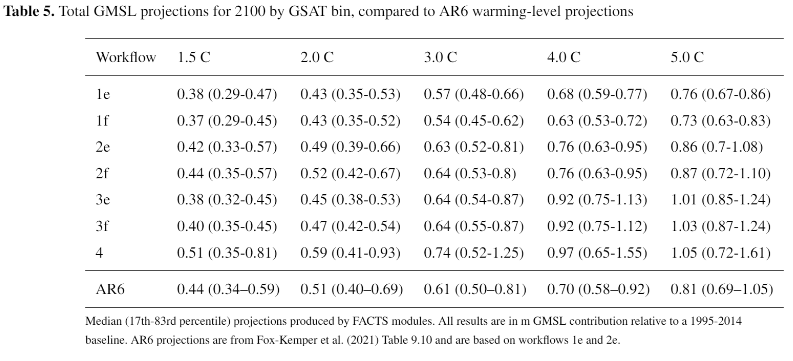 Table 5. Total GMSL projections for 2100 by GSAT bin, compared to AR6 warming-level projections
Workflow 1.5 C 2.0 C 3.0 C 4.0 C 5.0 C
1e 0.38 (0.29-0.47) 0.43 (0.35-0.53) 0.57 (0.48-0.66) 0.68 (0.59-0.77) 0.76 (0.67-0.86)
1f 0.37 (0.29-0.45) 0.43 (0.35-0.52) 0.54 (0.45-0.62) 0.63 (0.53-0.72) 0.73 (0.63-0.83)
2e 0.42 (0.33-0.57) 0.49 (0.39-0.66) 0.63 (0.52-0.81) 0.76 (0.63-0.95) 0.86 (0.7-1.08)
2f 0.44 (0.35-0.57) 0.52 (0.42-0.67) 0.64 (0.53-0.8) 0.76 (0.63-0.95) 0.87 (0.72-1.10)
3e 0.38 (0.32-0.45) 0.45 (0.38-0.53) 0.64 (0.54-0.87) 0.92 (0.75-1.13) 1.01 (0.85-1.24)
3f 0.40 (0.35-0.45) 0.47 (0.42-0.54) 0.64 (0.55-0.87) 0.92 (0.75-1.12) 1.03 (0.87-1.24)
4 0.51 (0.35-0.81) 0.59 (0.41-0.93) 0.74 (0.52-1.25) 0.97 (0.65-1.55) 1.05 (0.72-1.61)
AR6 0.44 (0.34–0.59) 0.51 (0.40–0.69) 0.61 (0.50–0.81) 0.70 (0.58–0.92) 0.81 (0.69–1.05)
Median (17th-83rd percentile) projections produced by FACTS modules. All results are in m GMSL contribution relative to a 1995-2014
baseline. AR6 projections are from Fox-Kemper et al. (2021) Table 9.10 and are based on workflows 1e and 2e.